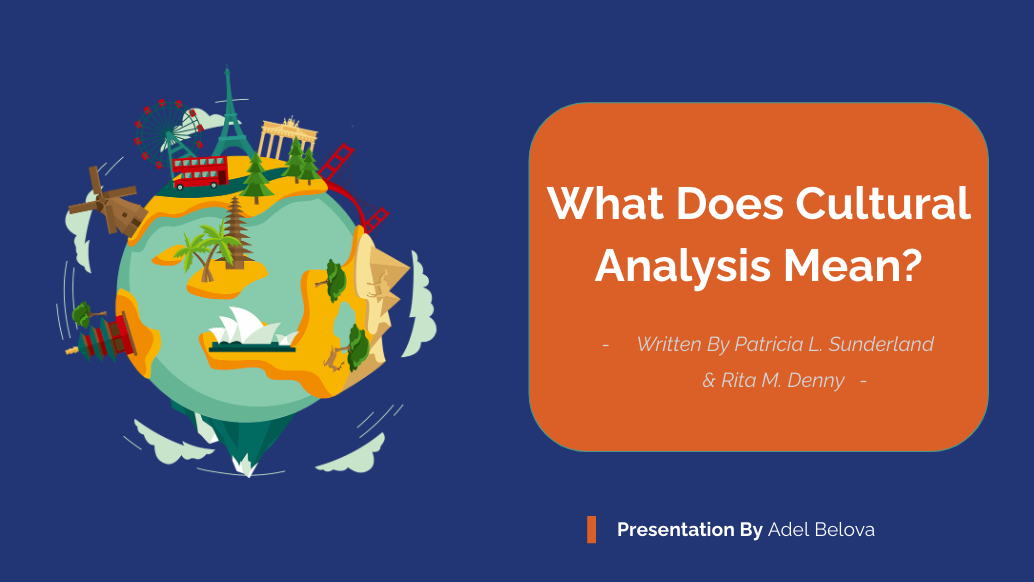 What Does Cultural
Analysis Mean?
- Written By Patricia L. Sunderland
& Rita M. Denny -
Presentation By Adel Belova